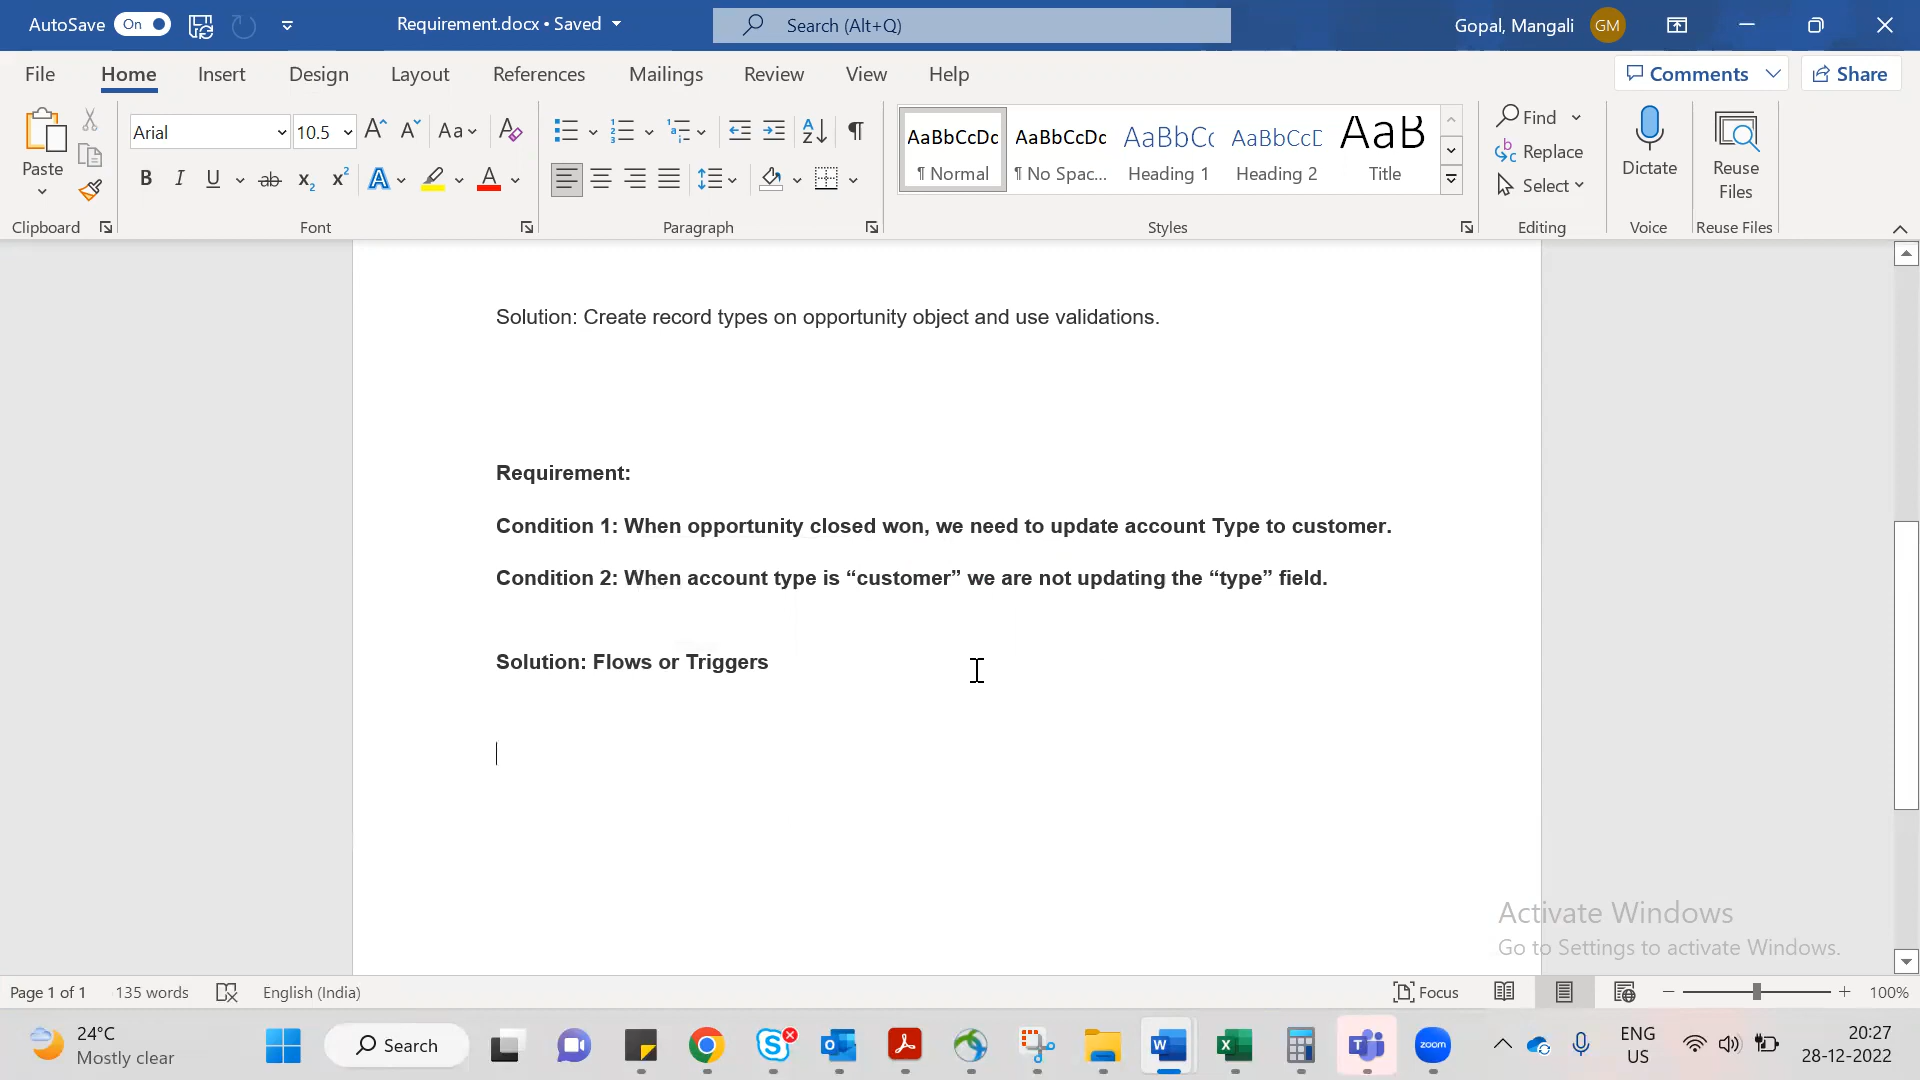 AutoSave On Requirement.docx • Saved Search (Alt+Q) Gopal, Mangali GM
File Home Insert Design Layout References Mailings Review View Help Comments Share
Paste
Clipboard
Arial 10.5
Font
Paragraph
AaBbCcDc AaBbCcDc AaBbC AaBbCcD AaB
¶ Normal ¶ No Spac... Heading 1 Heading 2 Title
Styles
Find
Replace
Select
Editing
Dictate
Voice
Reuse
Files
Reuse Files
Solution: Create record types on opportunity object and use validations.
Requirement:
Condition 1: When opportunity closed won, we need to update account Type to customer.
Condition 2: When account type is “customer” we are not updating the “type” field.
Solution: Flows or Triggers
Activate Windows
Go to Settings to activate Windows.
Page 1 of 1 135 words English (India) Focus 100%
24°C
Mostly clear
Search
zoom
ENG
US
20:27
28-12-2022